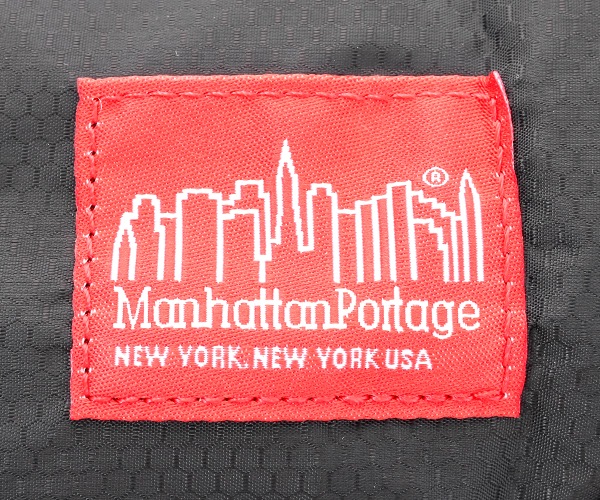 ®
ManhattanPortage
NEW YORK, NEW YORK USA